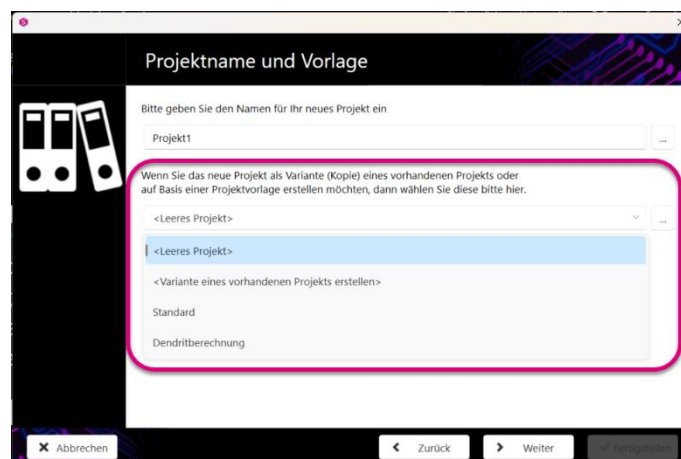 Projektname und Vorlage
Bitte geben Sie den Namen für Ihr neues Projekt ein
Projekt1
...
Wenn Sie das neue Projekt als Variante (Kopie) eines vorhandenen Projekts oder
auf Basis einer Projektvorlage erstellen möchten, dann wählen Sie diese bitte hier.
<Leeres Projekt>
...
<Leeres Projekt>
<Variante eines vorhandenen Projekts erstellen>
Standard
Dendritberechnung
Abbrechen
Zurück
Weiter
Fertigstellen